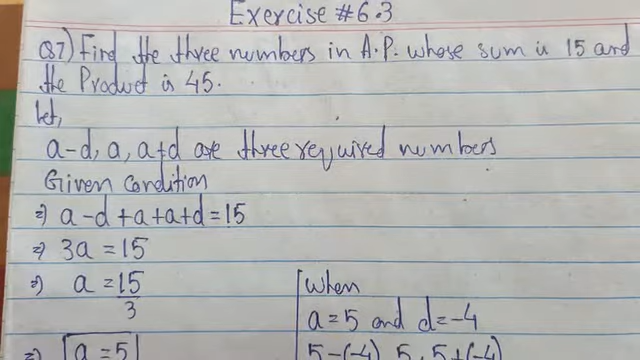 Exercise #6.3
Q7) Find the three numbers in A.P. whose sum is 15 and
the Product is 45.
Let,
a-d, a, a+d are three required numbers
Given Condition
⇒ a-d+a+a+d=15
⇒ 3a = 15
⇒ a = 15/3
⇒ a = 5
When
a=5 and d=-4
5-(-4), 5, 5+(-4)